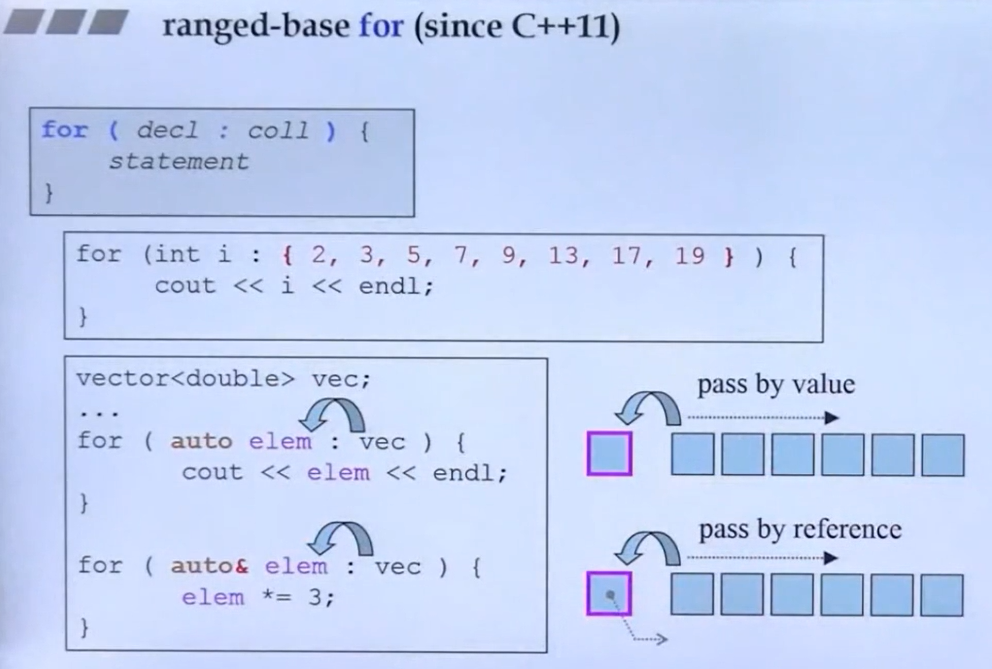 ranged-base for (since C++11)
for ( decl : coll ) {
statement
}
for (int i : { 2, 3, 5, 7, 9, 13, 17, 19 } ) {
cout << i << endl;
}
vector<double> vec;
...
for ( auto elem : vec ) {
cout << elem << endl;
}
for ( auto& elem : vec ) {
elem *= 3;
}
pass by value
pass by reference